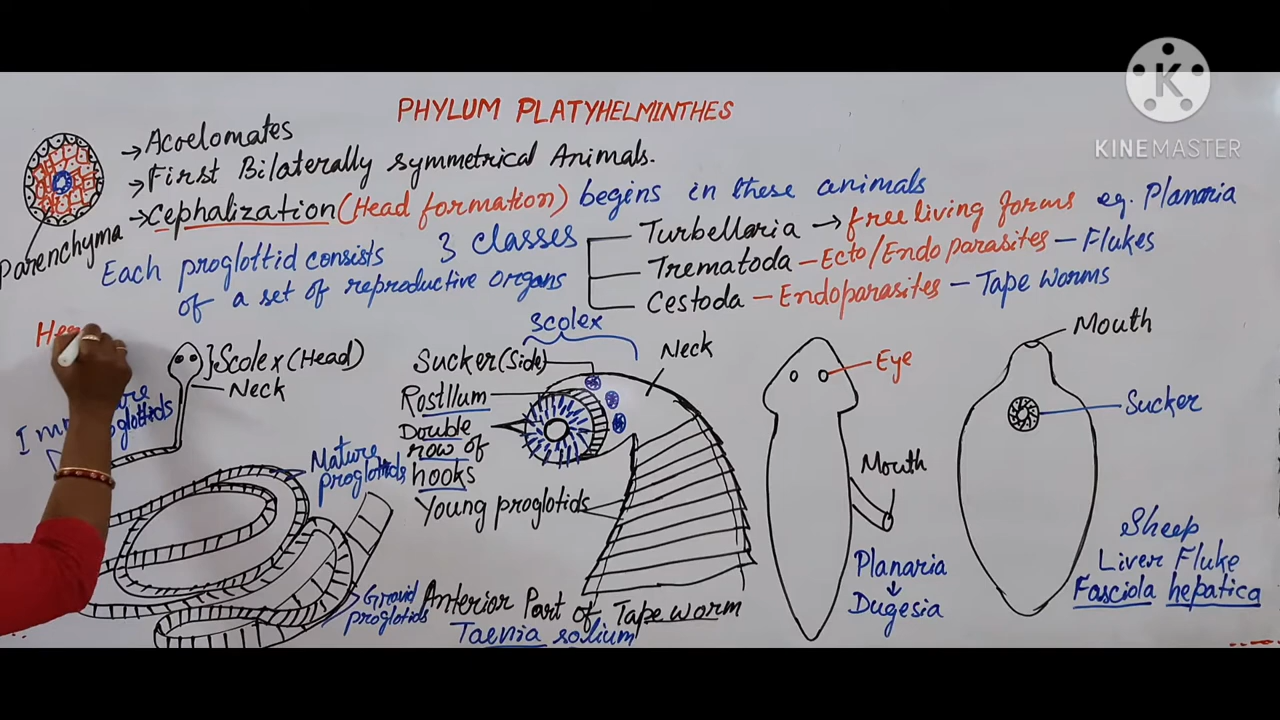 PHYLUM PLATYHELMINTHES
K
KINEMASTER
→ Acoelomates
→ First Bilaterally symmetrical Animals.
→ Cephalization (Head formation) begins in these animals
Parenchyma
Each proglottid consists
of a set of reproductive organs
3 classes
Turbellaria → free living forms eg. Planaria
Trematoda - Ecto/Endo parasites - Flukes
Cestoda - Endoparasites - Tape worms
Scolex (Head)
Neck
proglottids
Mature
proglottids
Gravid
proglottids
Scolex
Sucker (Side)
Neck
Rostllum
Double
row of
hooks
Young proglotids
Anterior Part of Tape worm
Taenia solium
Eye
Mouth
Planaria
↓
Dugesia
Mouth
Sucker
Sheep
Liver Fluke
Fasciola hepatica